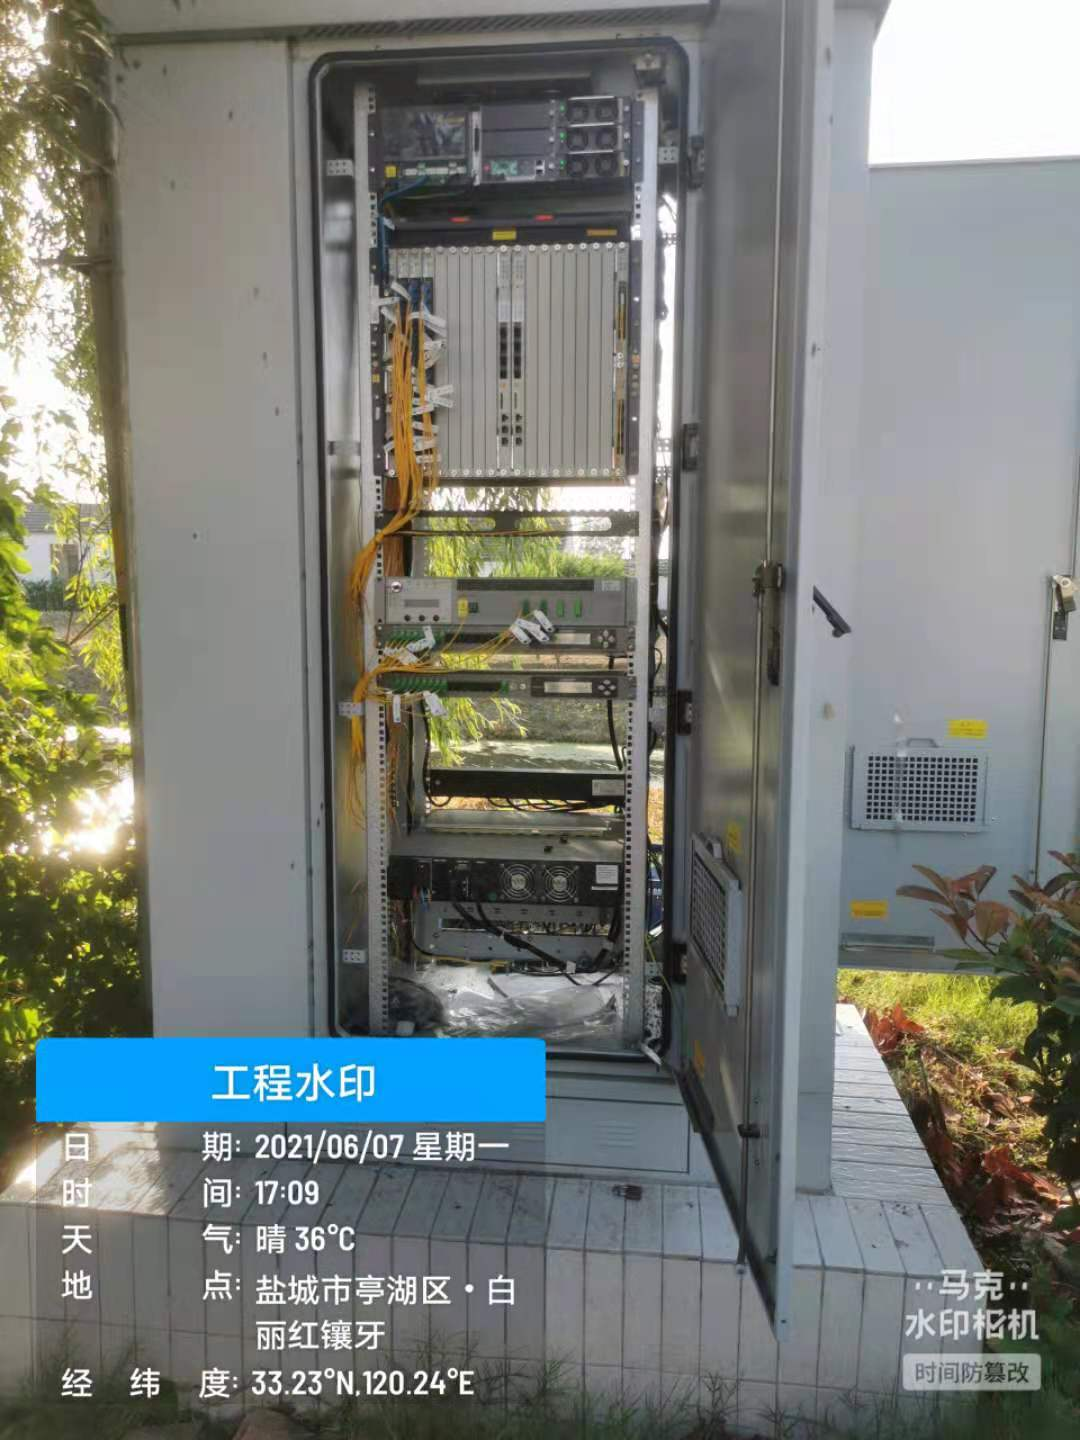 工程水印
日 期: 2021/06/07 星期一
时 间: 17:09
天 气: 晴 36℃
地 点: 盐城市亭湖区·白
丽红镶牙
经 纬 度: 33.23°N,120.24°E
马克
水印相机
时间防篡改